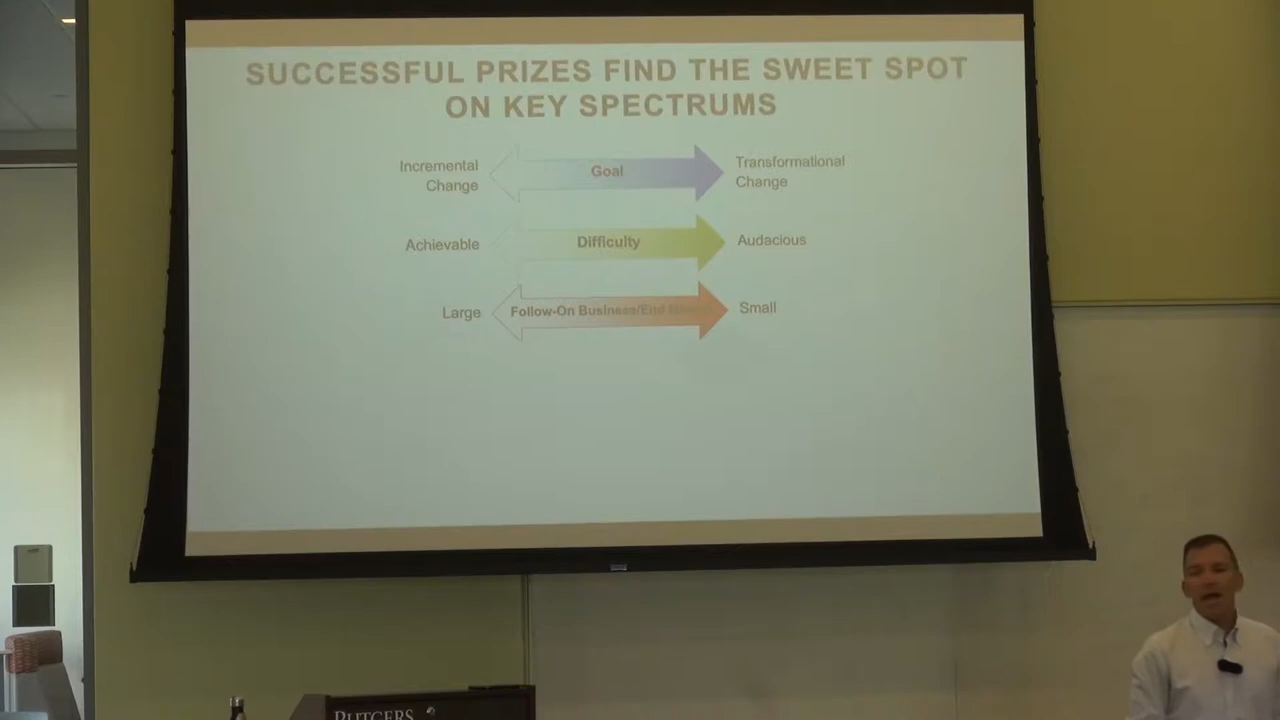 SUCCESSFUL PRIZES FIND THE SWEET SPOT
ON KEY SPECTRUMS
Incremental
Change
Goal
Transformational
Change
Achievable
Difficulty
Audacious
Large
Follow-On Business/End
Small
RUTGERS